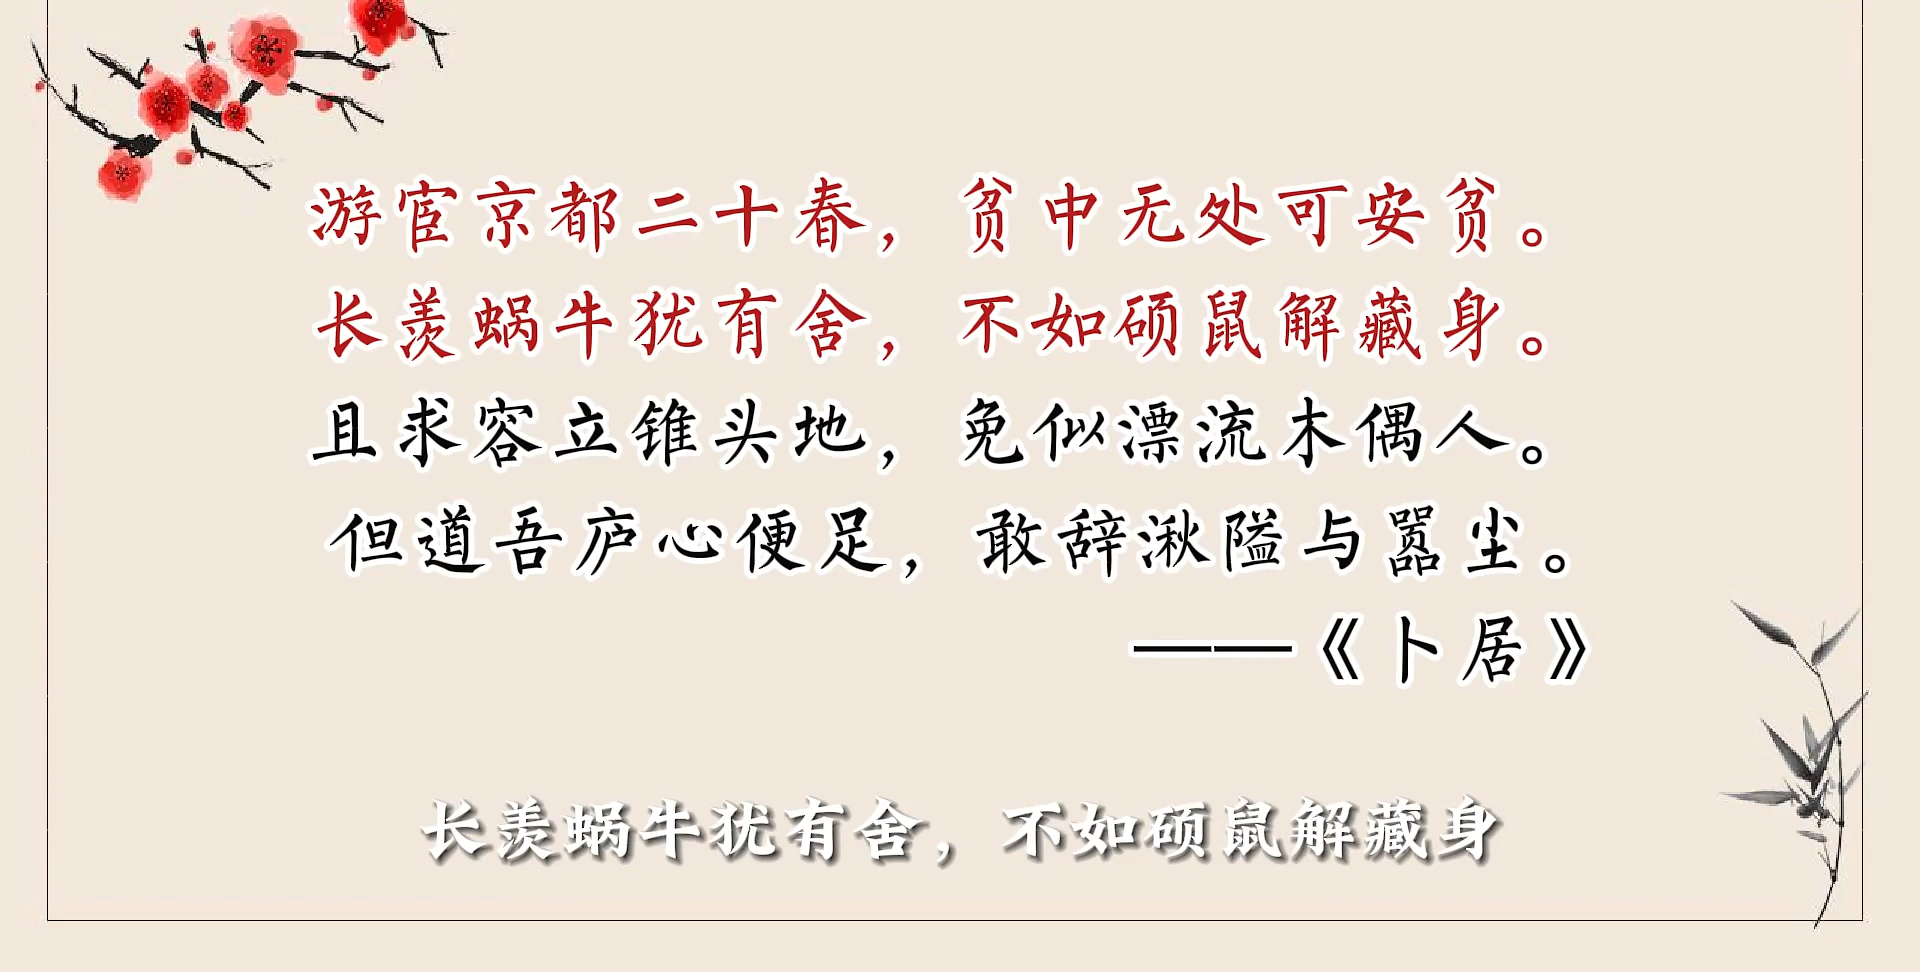 游宦京都二十春，贫中无处可安贫。
长羡蜗牛犹有舍，不如硕鼠解藏身。
且求容立锥头地，免似漂流木偶人。
但道吾庐心便足，敢辞湫隘与嚣尘。
——《卜居》
长羡蜗牛犹有舍，不如硕鼠解藏身